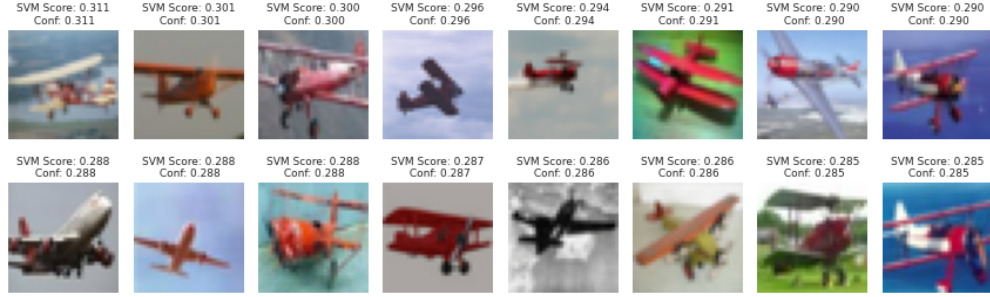 SVM Score: 0.311
Conf: 0.311
SVM Score: 0.301
Conf: 0.301
SVM Score: 0.300
Conf: 0.300
SVM Score: 0.296
Conf: 0.296
SVM Score: 0.294
Conf: 0.294
SVM Score: 0.291
Conf: 0.291
SVM Score: 0.290
Conf: 0.290
SVM Score: 0.290
Conf: 0.290
SVM Score: 0.288
Conf: 0.288
SVM Score: 0.288
Conf: 0.288
SVM Score: 0.288
Conf: 0.288
SVM Score: 0.287
Conf: 0.287
SVM Score: 0.286
Conf: 0.286
SVM Score: 0.286
Conf: 0.286
SVM Score: 0.285
Conf: 0.285
SVM Score: 0.285
Conf: 0.285